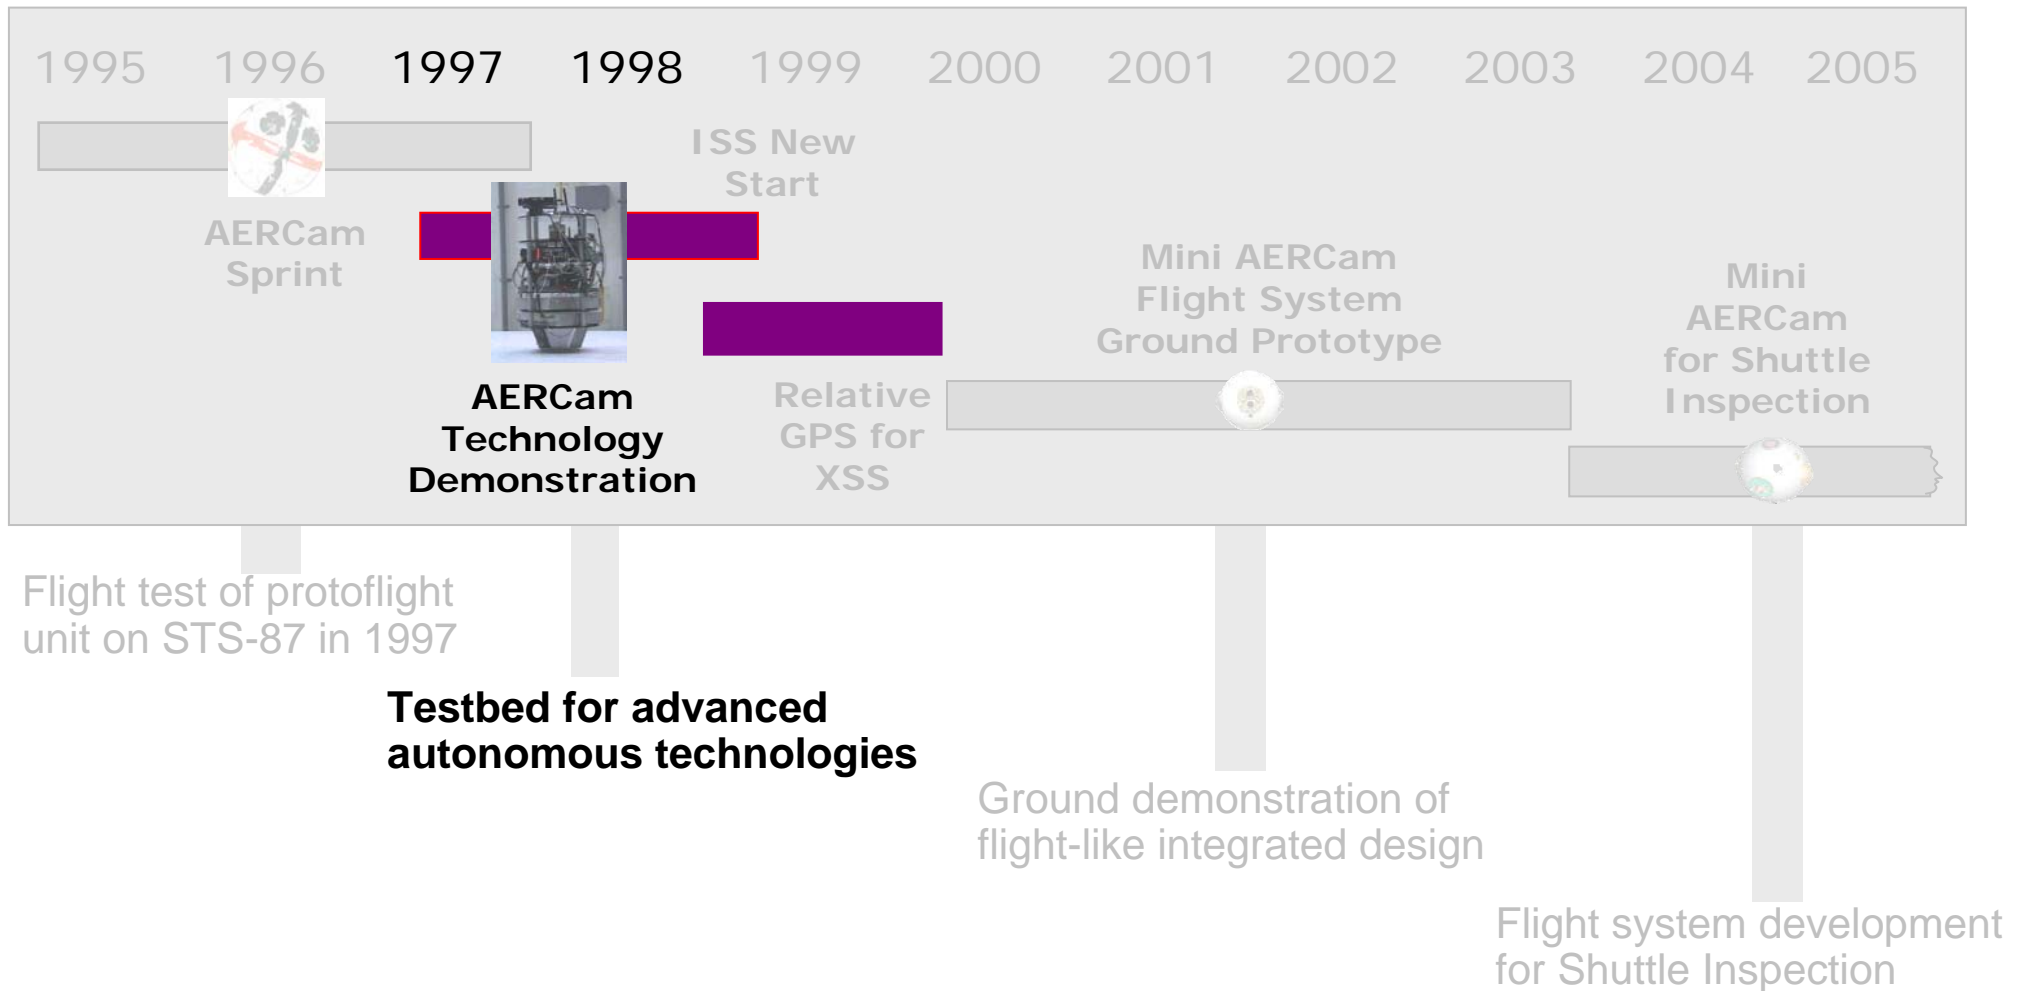 1995 1996 1997 1998 1999 2000 2001 2002 2003 2004 2005
ISS New
Start
AERCam
Sprint
Mini AERCam
Flight System
Ground Prototype
Mini
AERCam
for Shuttle
Inspection
AERCam
Technology
Demonstration
Relative
GPS for
XSS
Flight test of protoflight
unit on STS-87 in 1997
Testbed for advanced
autonomous technologies
Ground demonstration of
flight-like integrated design
Flight system development
for Shuttle Inspection